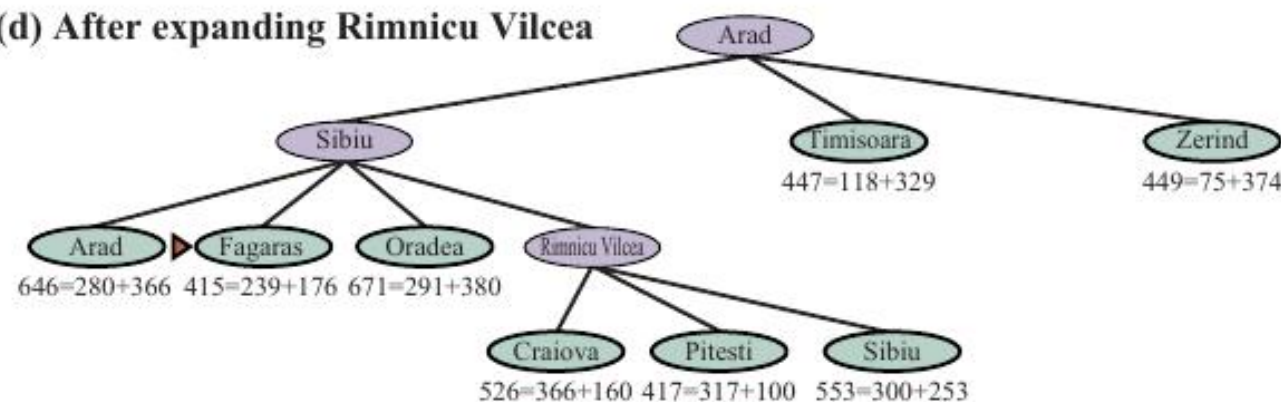 (d) After expanding Rimnicu Vilcea
Arad
Sibiu
Timisoara
Zerind
447=118+329
449=75+374
Arad
Fagaras
Oradea
Rimnicu Vilcea
646=280+366
415=239+176
671=291+380
Craiova
Pitesti
Sibiu
526=366+160
417=317+100
553=300+253